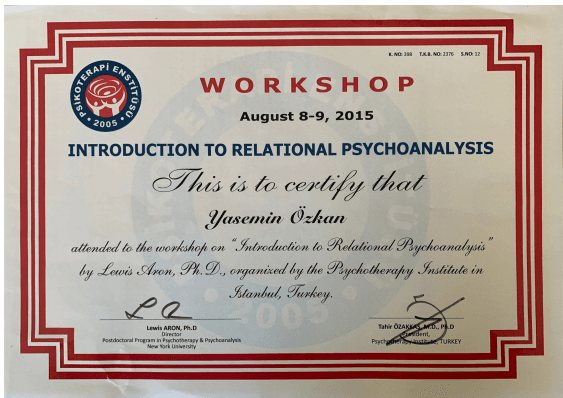 K. NO: 398 T.K.B. NO: 2376 S.NO: 12
PSİKOTERAPİ ENSTİTÜSÜ
• 2005 •
WORKSHOP
August 8-9, 2015
INTRODUCTION TO RELATIONAL PSYCHOANALYSIS
This is to certify that
Yasemin Özkan
attended to the workshop on "Introduction to Relational Psychoanalysis"
by Lewis Aron, Ph.D., organized by the Psychotherapy Institute in
Istanbul, Turkey.
Lewis ARON, Ph.D
Director
Postdoctoral Program in Psychotherapy & Psychoanalysis
New York University
Tahir ÖZAKKAŞ, M.D., Ph.D
President,
Psychotherapy Institute, TURKEY